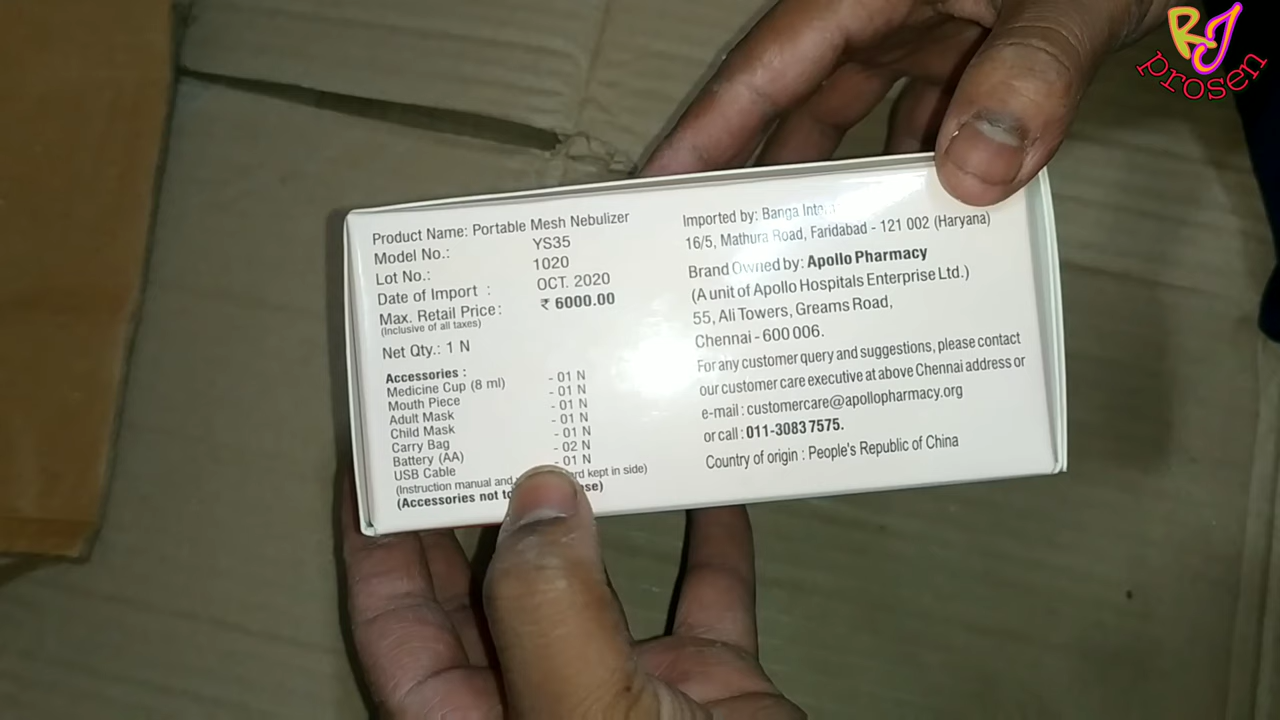 RJ
prosen
Product Name: Portable Mesh Nebulizer
Model No.: YS35
Lot No.: 1020
Date of Import : OCT. 2020
Max. Retail Price: ₹ 6000.00
(Inclusive of all taxes)
Net Qty.: 1 N
Accessories :
Medicine Cup (8 ml) - 01 N
Mouth Piece - 01 N
Adult Mask - 01 N
Child Mask - 01 N
Carry Bag - 01 N
Battery (AA) - 02 N
USB Cable - 01 N
(Instruction manual and kept in side)
(Accessories not
Imported by: Banga
16/5, Mathura Road, Faridabad - 121 002 (Haryana)
Brand Owned by: Apollo Pharmacy
(A unit of Apollo Hospitals Enterprise Ltd.)
55, Ali Towers, Greams Road,
Chennai - 600 006.
For any customer query and suggestions, please contact
our customer care executive at above Chennai address or
e-mail : customercare@apollopharmacy.org
or call : 011-3083 7575.
Country of origin : People's Republic of China